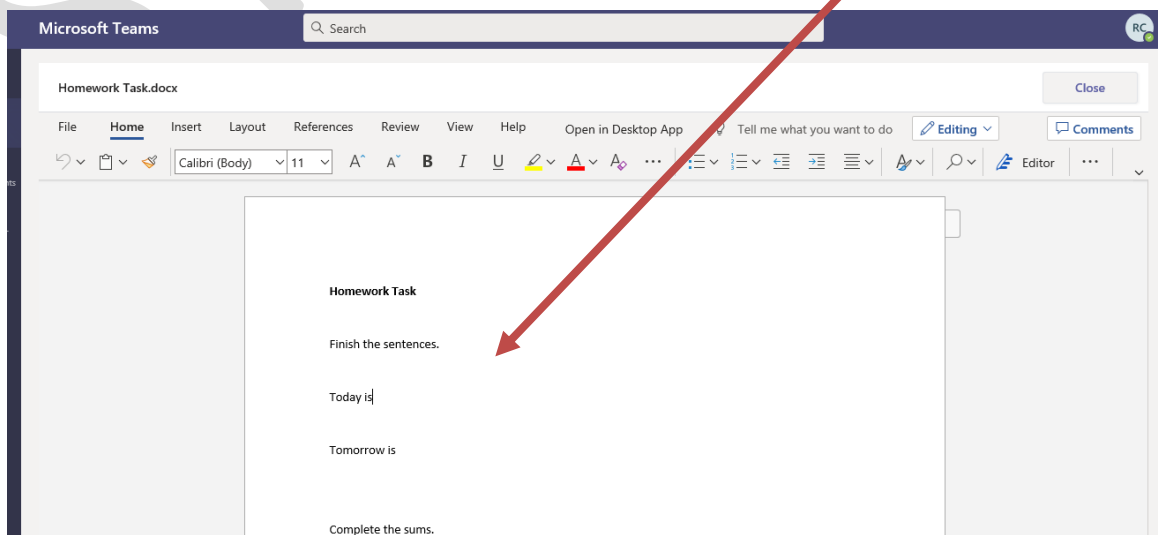 Microsoft Teams Search RC
Homework Task.docx Close
File Home Insert Layout References Review View Help Open in Desktop App Tell me what you want to do Editing Comments
Calibri (Body) 11 A A B I U A A Editor
Homework Task
Finish the sentences.
Today is
Tomorrow is
Complete the sums.